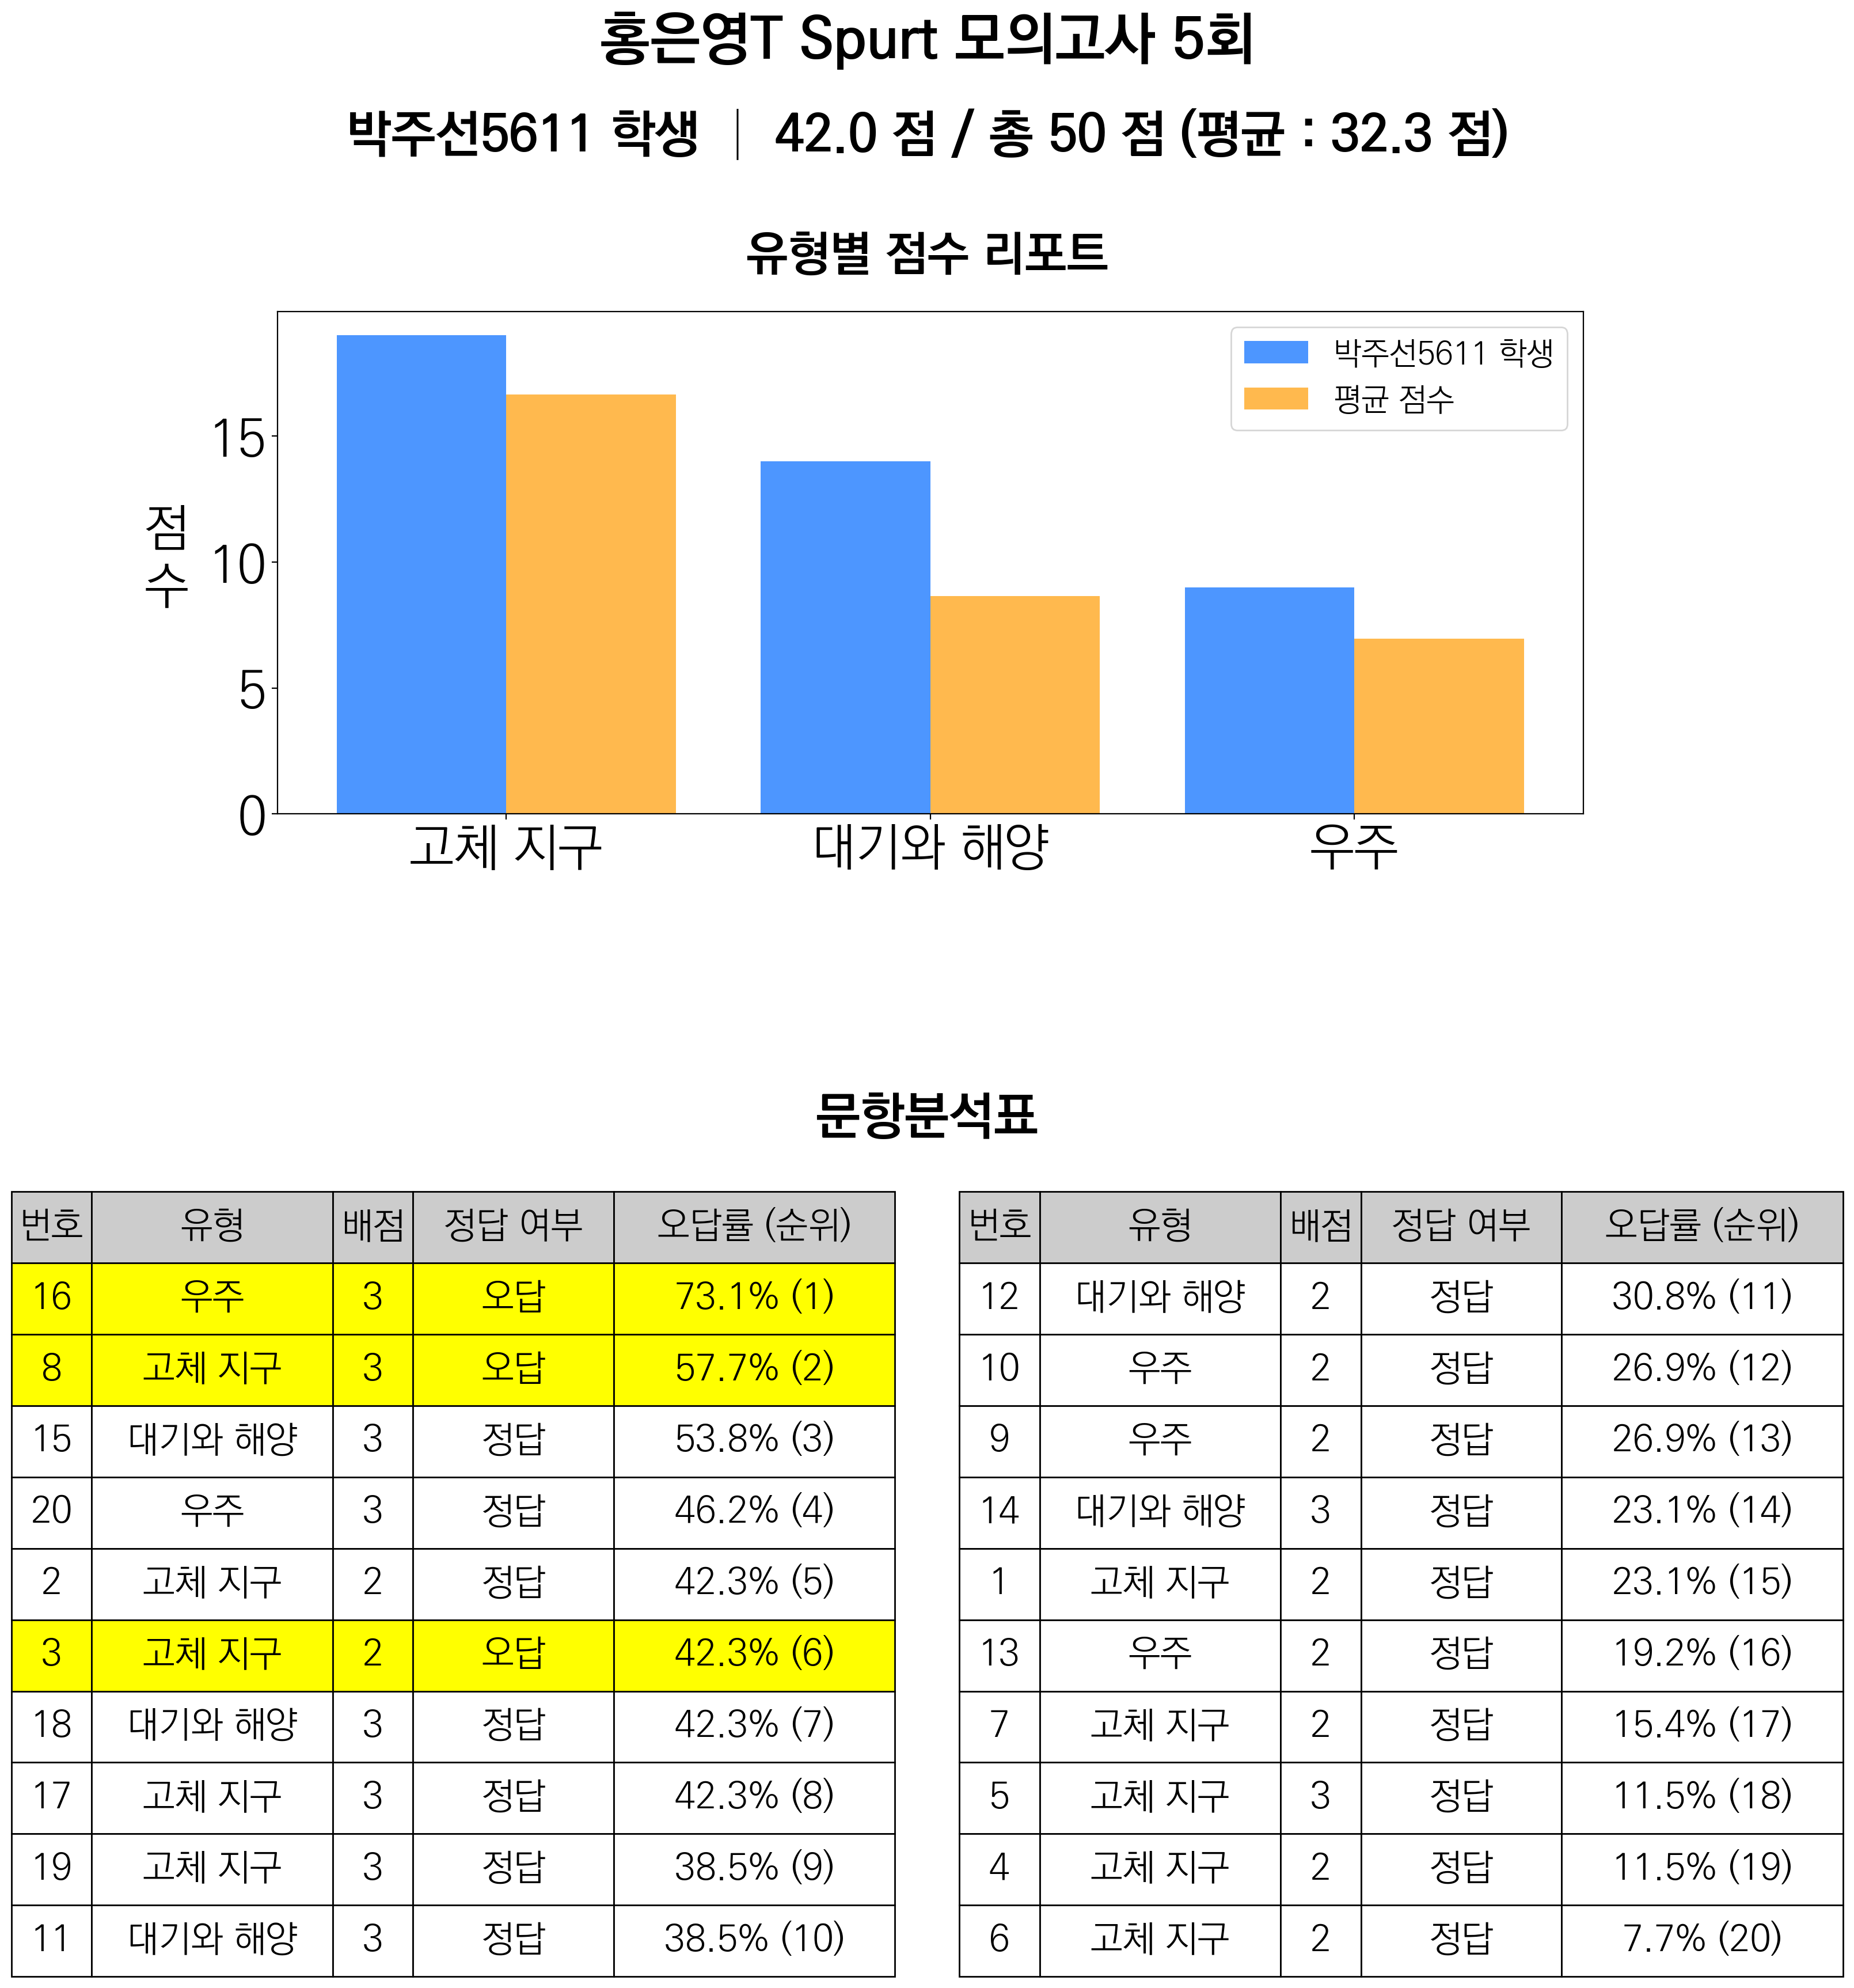 홍은영T Spurt 모의고사 5회
박주선5611 학생 | 42.0 점 / 총 50 점 (평균 : 32.3 점)
유형별 점수 리포트
박주선5611 학생
평균 점수
점수
15
10
5
0
고체 지구 대기와 해양 우주
문항분석표
번호 유형 배점 정답 여부 오답률 (순위)
16 우주 3 오답 73.1% (1)
8 고체 지구 3 오답 57.7% (2)
15 대기와 해양 3 정답 53.8% (3)
20 우주 3 정답 46.2% (4)
2 고체 지구 2 정답 42.3% (5)
3 고체 지구 2 오답 42.3% (6)
18 대기와 해양 3 정답 42.3% (7)
17 고체 지구 3 정답 42.3% (8)
19 고체 지구 3 정답 38.5% (9)
11 대기와 해양 3 정답 38.5% (10)
번호 유형 배점 정답 여부 오답률 (순위)
12 대기와 해양 2 정답 30.8% (11)
10 우주 2 정답 26.9% (12)
9 우주 2 정답 26.9% (13)
14 대기와 해양 3 정답 23.1% (14)
1 고체 지구 2 정답 23.1% (15)
13 우주 2 정답 19.2% (16)
7 고체 지구 2 정답 15.4% (17)
5 고체 지구 3 정답 11.5% (18)
4 고체 지구 2 정답 11.5% (19)
6 고체 지구 2 정답 7.7% (20)